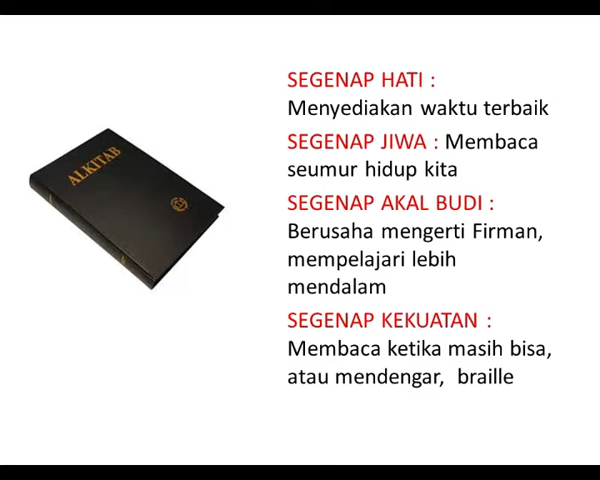 ALKITAB
SEGENAP HATI :
Menyediakan waktu terbaik
SEGENAP JIWA : Membaca
seumur hidup kita
SEGENAP AKAL BUDI :
Berusaha mengerti Firman,
mempelajari lebih
mendalam
SEGENAP KEKUATAN :
Membaca ketika masih bisa,
atau mendengar, braille